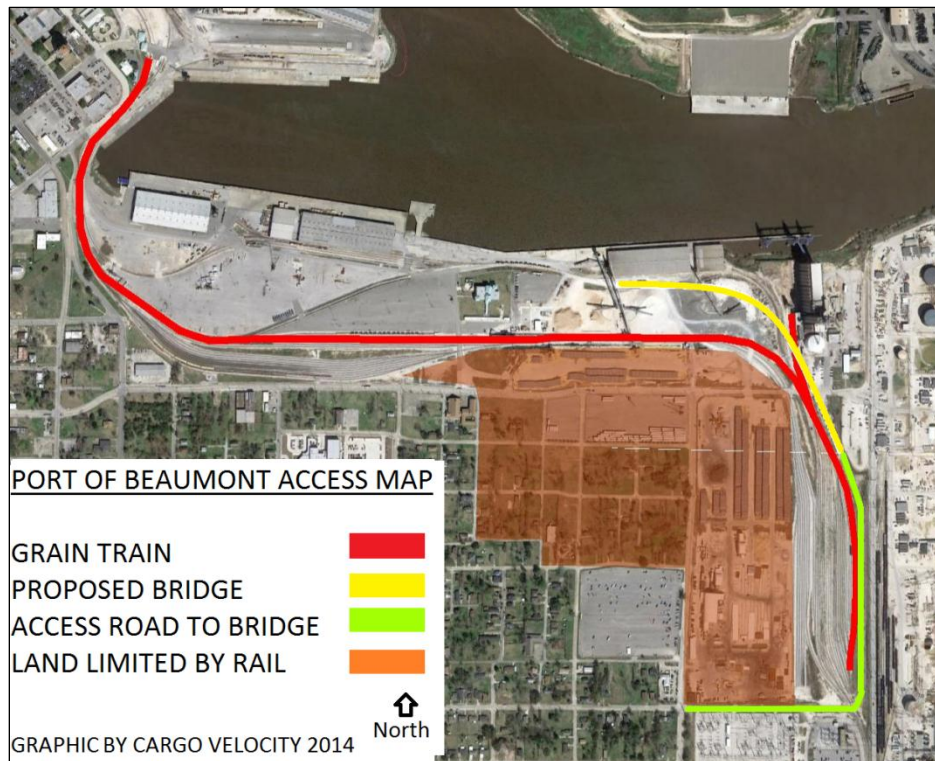 PORT OF BEAUMONT ACCESS MAP
GRAIN TRAIN
PROPOSED BRIDGE
ACCESS ROAD TO BRIDGE
LAND LIMITED BY RAIL
North
GRAPHIC BY CARGO VELOCITY 2014